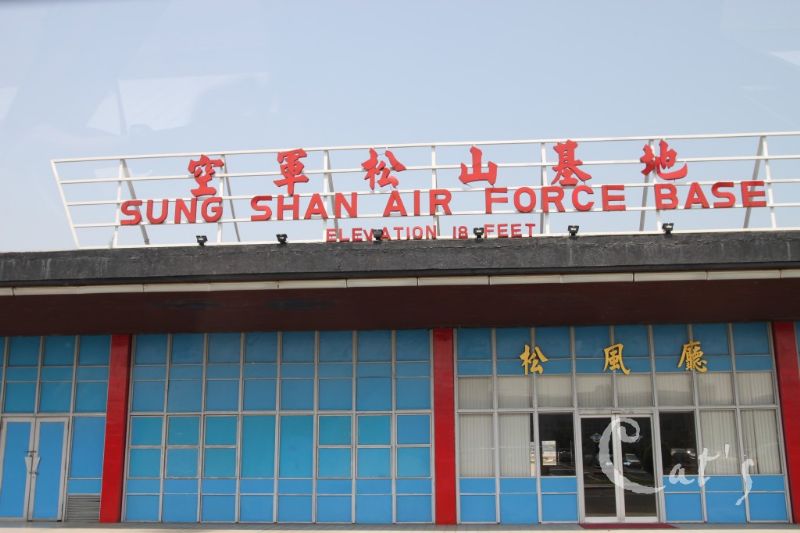 空軍松山基地
SUNG SHAN AIR FORCE BASE
ELEVATION 18 FEET
松風廳
Cat's